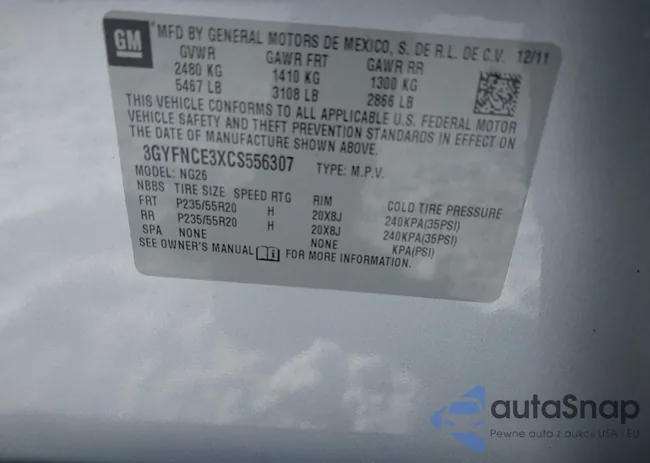 GM *MFD BY GENERAL MOTORS DE MEXICO, S. DE R.L. DE C.V. 12/11
GVWR GAWR FRT GAWR RR
2480 KG 1410 KG 1300 KG
5467 LB 3108 LB 2866 LB
THIS VEHICLE CONFORMS TO ALL APPLICABLE U.S. FEDERAL MOTOR
VEHICLE SAFETY AND THEFT PREVENTION STANDARDS IN EFFECT ON
THE DATE OF MANUFACTURE SHOWN ABOVE.
3GYFNCE3XCS556307 TYPE: M.P.V.
MODEL: NG26
NBBS TIRE SIZE SPEED RTG RIM COLD TIRE PRESSURE
FRT P235/55R20 H 20X8J 240KPA(35PSI)
RR P235/55R20 H 20X8J 240KPA(35PSI)
SPA NONE NONE KPA(PSI)
SEE OWNER'S MANUAL FOR MORE INFORMATION.
autaSnap
Pewne auta z aukcji USA i EU